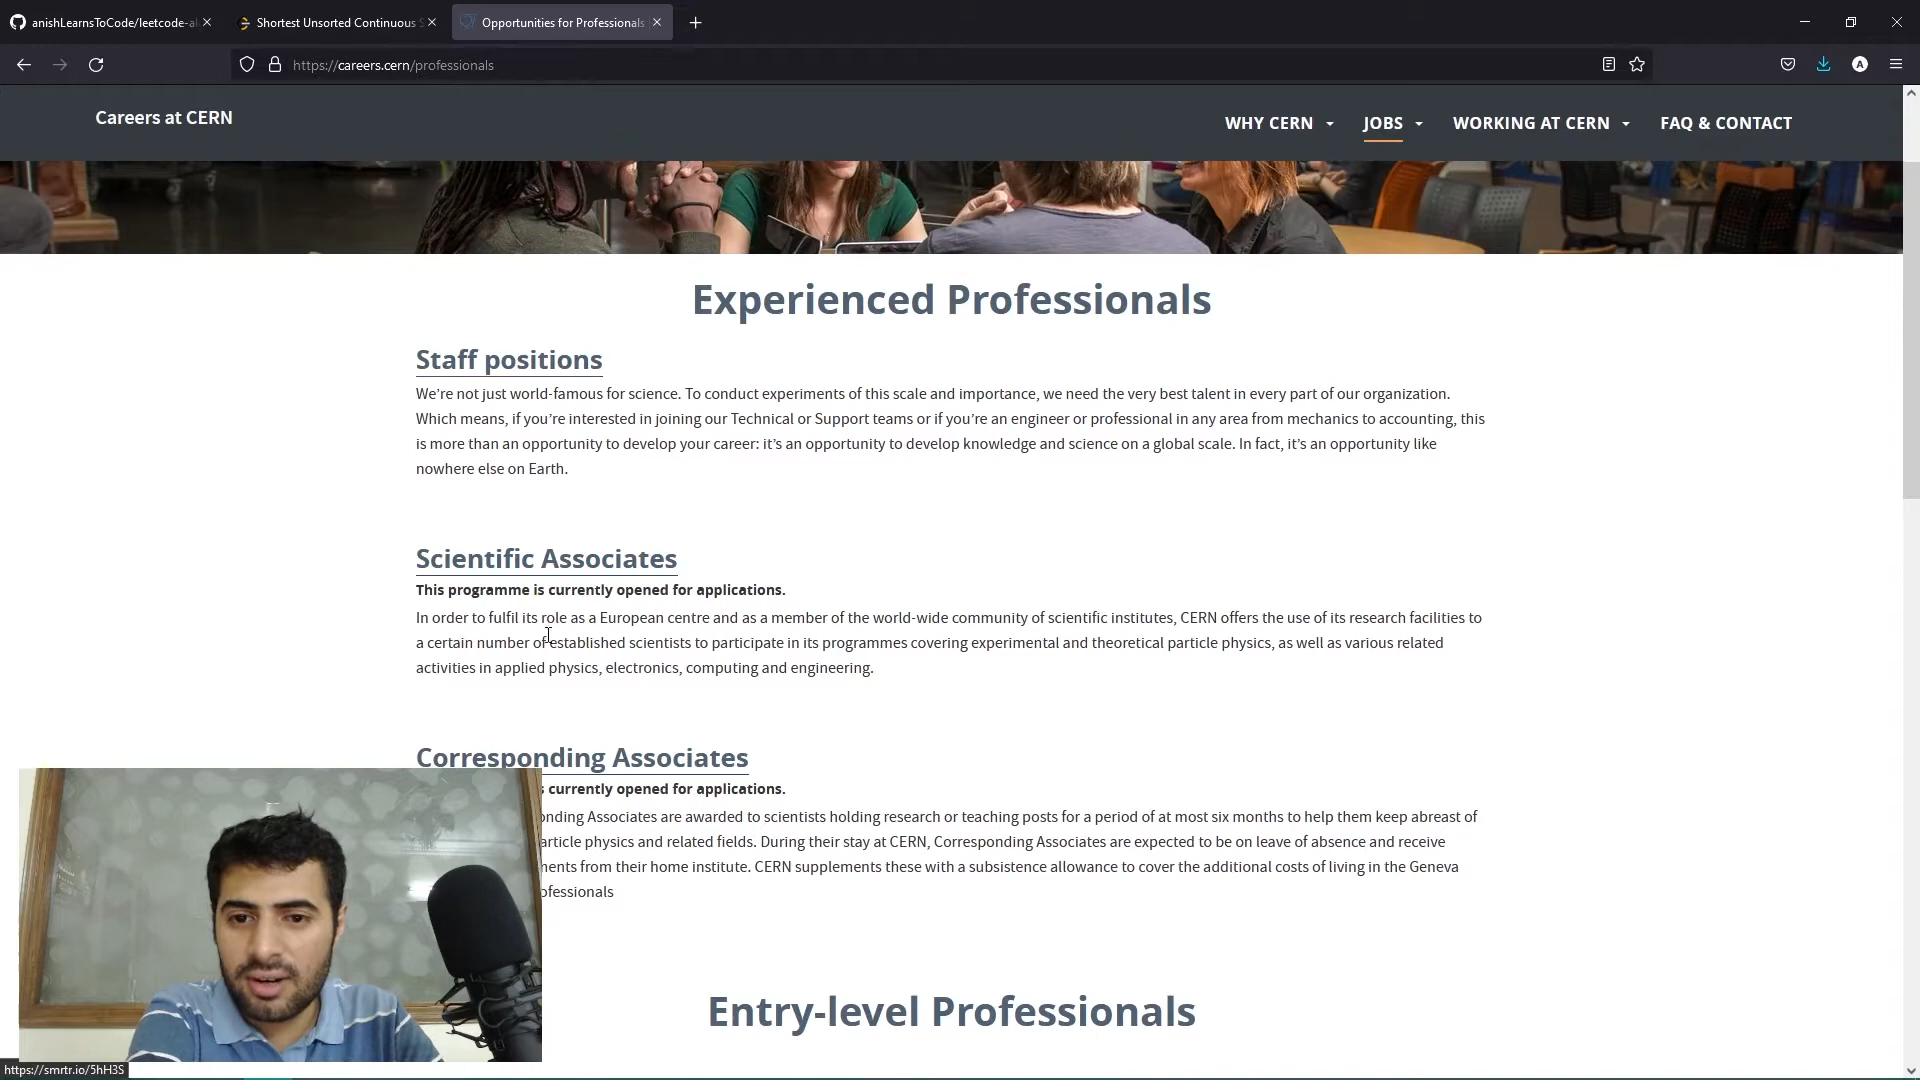 anishLearnsToCode/leetcode-al
Shortest Unsorted Continuous S
Opportunities for Professionals
https://careers.cern/professionals
A
Careers at CERN
WHY CERN
JOBS
WORKING AT CERN
FAQ & CONTACT
Experienced Professionals
Staff positions
We’re not just world-famous for science. To conduct experiments of this scale and importance, we need the very best talent in every part of our organization.
Which means, if you’re interested in joining our Technical or Support teams or if you’re an engineer or professional in any area from mechanics to accounting, this
is more than an opportunity to develop your career: it’s an opportunity to develop knowledge and science on a global scale. In fact, it’s an opportunity like
nowhere else on Earth.
Scientific Associates
This programme is currently opened for applications.
In order to fulfil its role as a European centre and as a member of the world-wide community of scientific institutes, CERN offers the use of its research facilities to
a certain number of established scientists to participate in its programmes covering experimental and theoretical particle physics, as well as various related
activities in applied physics, electronics, computing and engineering.
Corresponding Associates
currently opened for applications.
Associates are awarded to scientists holding research or teaching posts for a period of at most six months to help them keep abreast of
physics and related fields. During their stay at CERN, Corresponding Associates are expected to be on leave of absence and receive
from their home institute. CERN supplements these with a subsistence allowance to cover the additional costs of living in the Geneva
ofessionals
Entry-level Professionals
https://smrtr.io/5hH3S